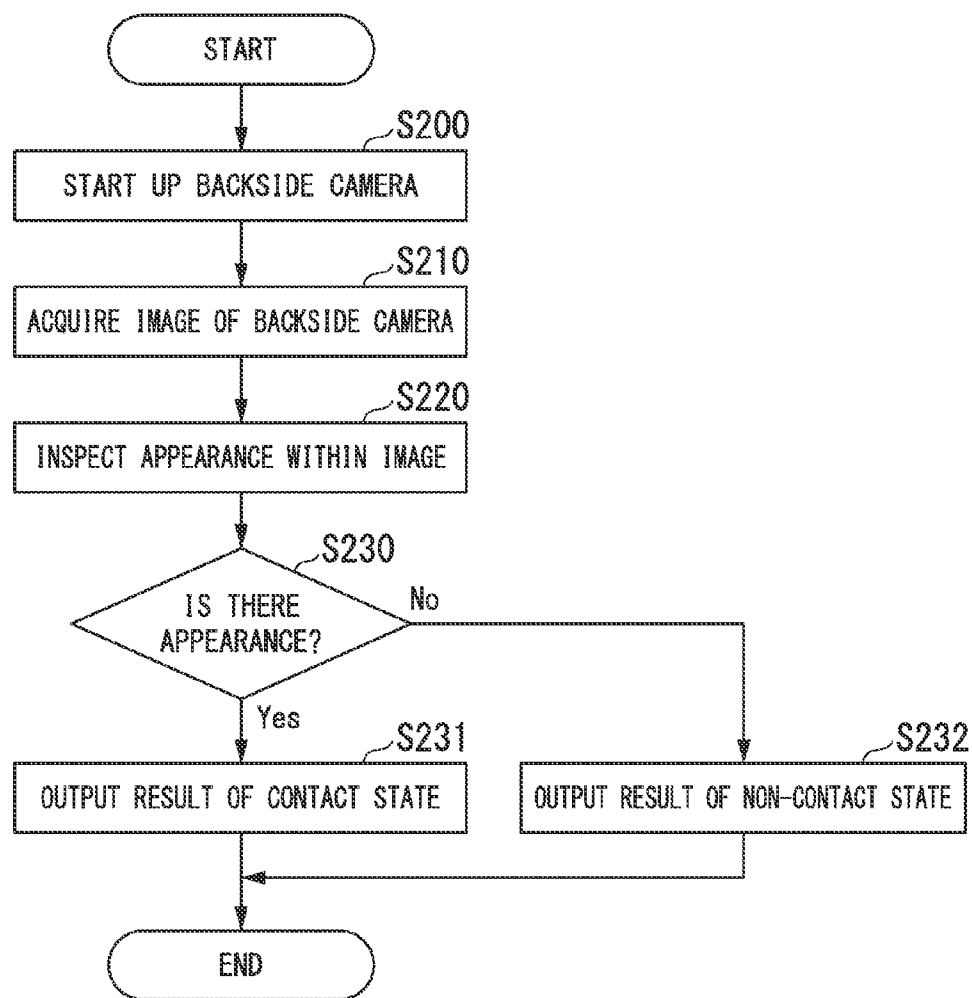 START
S200
START UP BACKSIDE CAMERA
S210
ACQUIRE IMAGE OF BACKSIDE CAMERA
S220
INSPECT APPEARANCE WITHIN IMAGE
S230
IS THERE
APPEARANCE?
No
Yes
S231
OUTPUT RESULT OF CONTACT STATE
S232
OUTPUT RESULT OF NON-CONTACT STATE
END